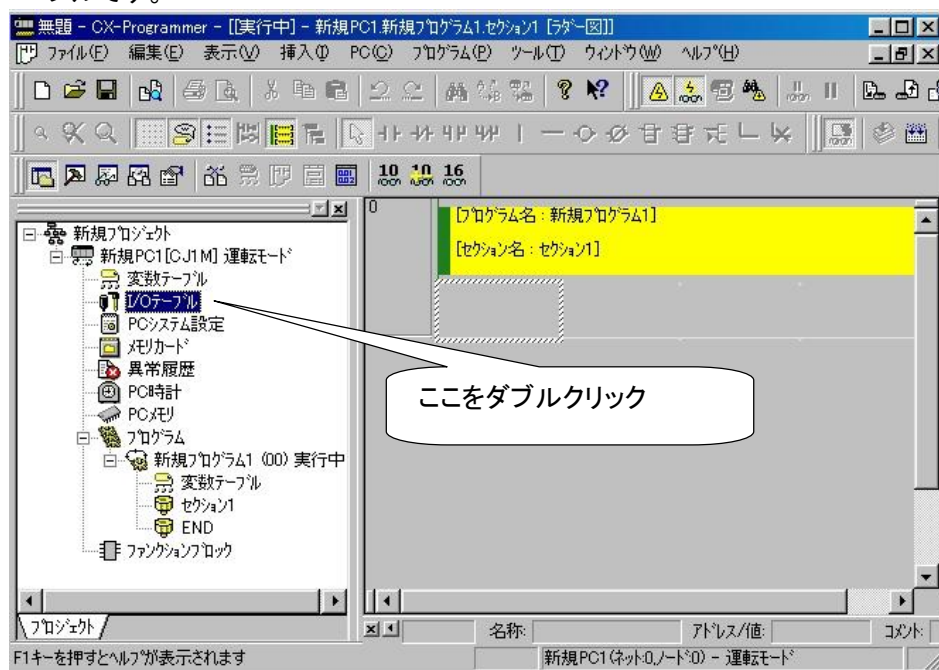 無題 - CX-Programmer - [[実行中] - 新規PC1.新規ﾌﾟﾛｸﾞﾗﾑ1.ｾｸｼｮﾝ1 [ﾗﾀﾞｰ図]]
ﾌｧｲﾙ(F) 編集(E) 表示(V) 挿入(I) PC(C) ﾌﾟﾛｸﾞﾗﾑ(P) ﾂｰﾙ(T) ｳｨﾝﾄﾞｳ(W) ﾍﾙﾌﾟ(H)
10 10 16
0
[ﾌﾟﾛｸﾞﾗﾑ名 : 新規ﾌﾟﾛｸﾞﾗﾑ1]
[ｾｸｼｮﾝ名 : ｾｸｼｮﾝ1]
新規ﾌﾟﾛｼﾞｪｸﾄ
新規PC1[CJ1M] 運転ﾓｰﾄﾞ
変数ﾃｰﾌﾞﾙ
I/Oﾃｰﾌﾞﾙ
PCｼｽﾃﾑ設定
ﾒﾓﾘｶｰﾄﾞ
異常履歴
PC時計
PCﾒﾓﾘ
ﾌﾟﾛｸﾞﾗﾑ
新規ﾌﾟﾛｸﾞﾗﾑ1 (00) 実行中
変数ﾃｰﾌﾞﾙ
ｾｸｼｮﾝ1
END
ﾌｧﾝｸｼｮﾝﾌﾞﾛｯｸ
ここをダブルクリック
ﾌﾟﾛｼﾞｪｸﾄ
名称:
ｱﾄﾞﾚｽ/値:
ｺﾒﾝﾄ:
F1ｷｰを押すとﾍﾙﾌﾟが表示されます
新規PC1(ﾈｯﾄ:0,ﾉｰﾄﾞ:0) - 運転ﾓｰﾄﾞ